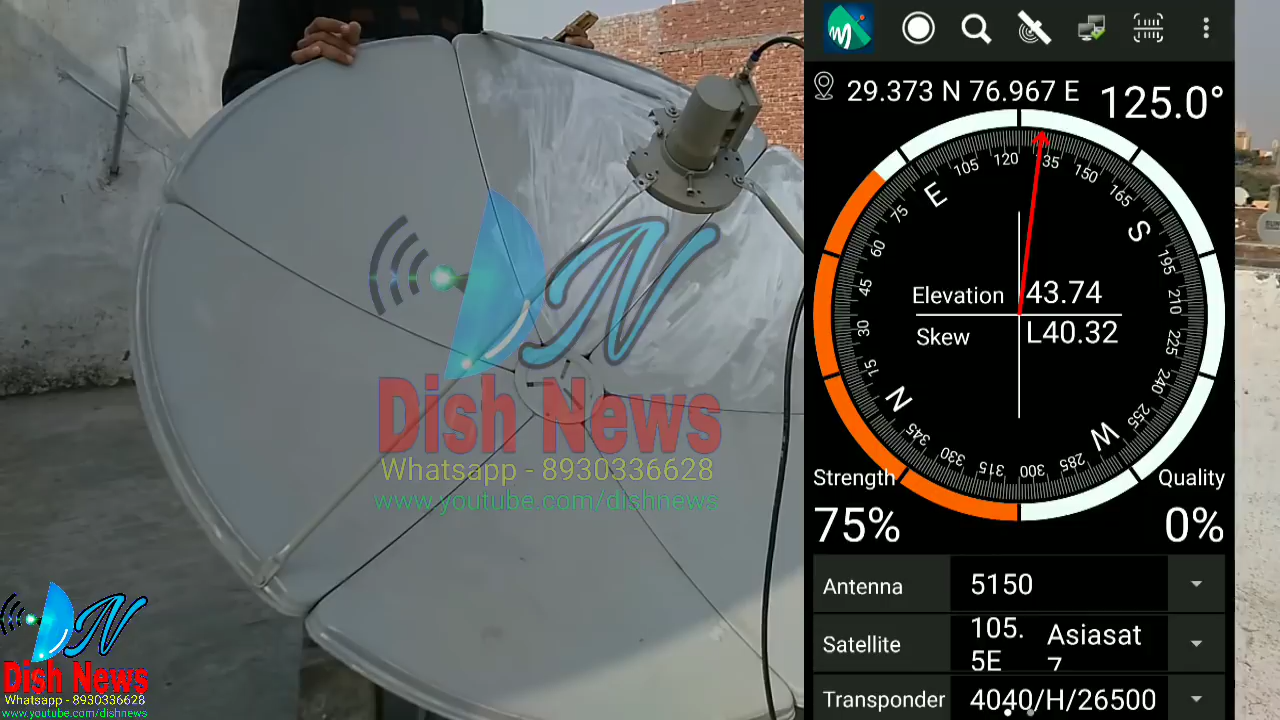 29.373 N 76.967 E
125.0°
E 105 120 135 150 165 S 195 210 225 240 255 W 285 300 315 330 345 N 15 30 45 60 75
Elevation 43.74
Skew L40.32
Strength
75%
Quality
0%
Antenna 5150
Satellite 105.5E Asiasat 7
Transponder 4040/H/26500
Dish News
Whatsapp - 8930336628
www.youtube.com/dishnews
Dish News
Whatsapp - 8930336628
www.youtube.com/dishnews